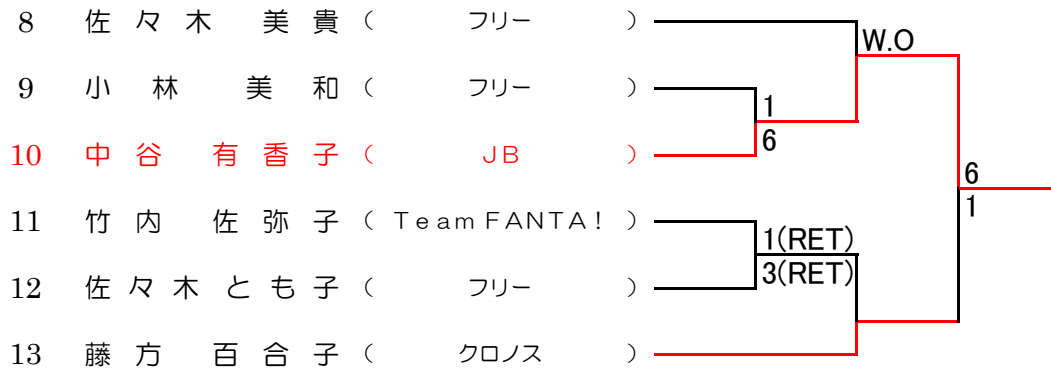 8 佐々木 美貴 ( フリー )
W.O
9 小林 美和 ( フリー )
1
6
10 中谷 有香子 ( JB )
6
1
11 竹内 佐弥子 ( Team FANTA! )
1(RET)
3(RET)
12 佐々木とも子 ( フリー )
13 藤方 百合子 ( クロノス )